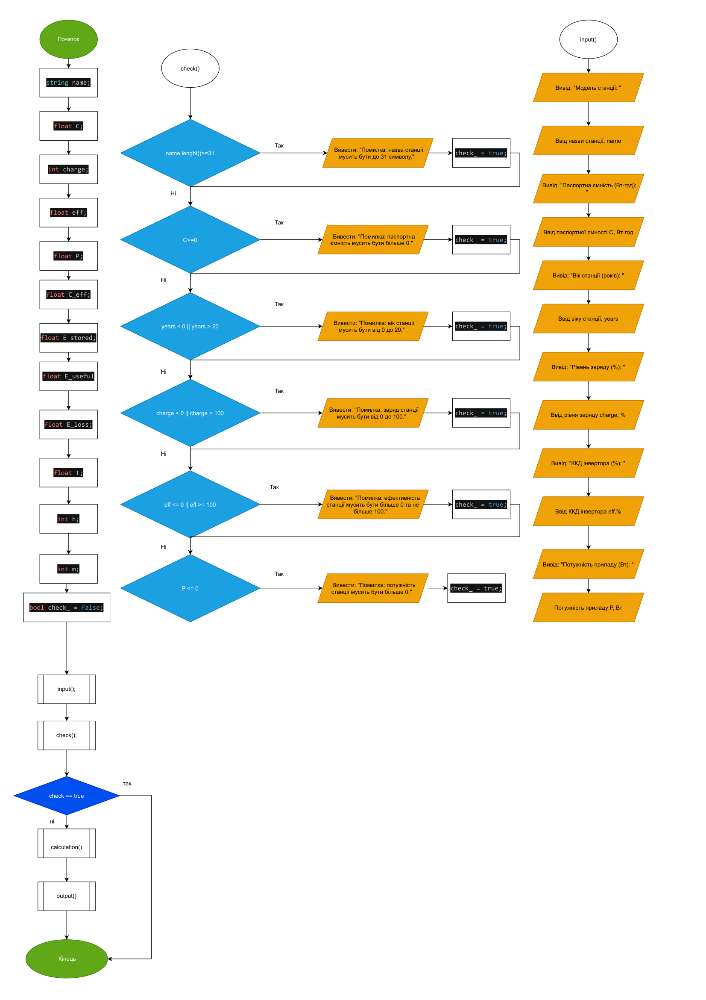 Початок
string name;
float C;
int charge;
float eff;
float P;
float C_eff;
float E_stored;
float E_useful
float E_loss;
float T;
int h;
int m;
bool check_ = false;
input();
check();
check == true
так
ні
calculation()
output()
Кінець
check()
name.lenght()>=31
Так
Вивести: "Помилка: назва станції
мусить бути до 31 символу."
check_ = true;
Ні
C<=0
Так
Вивести: "Помилка: паспортна
ємність мусить бути більше 0."
check_ = true;
Ні
years < 0 || years > 20
Так
Вивести: "Помилка: вік станції
мусить бути від 0 до 20."
check_ = true;
Ні
charge < 0 || charge > 100
Так
Вивести: "Помилка: заряд станції
мусить бути від 0 до 100."
check_ = true;
Ні
eff <= 0 || eff >= 100
Так
Вивести: "Помилка: ефективність
станції мусить бути більше 0 та не
більше 100."
check_ = true;
Ні
P <= 0
Так
Вивести: "Помилка: потужність
станції мусить бути більше 0."
check_ = true;
input()
Вивід: "Модель станції: "
Ввід назви станції, name
Вивід: "Паспортна ємність (Вт·год):
"
Ввід паспортної ємності C, Вт·год
Вивід: "Вік станції (років): "
Ввід віку станції, years
Вивід: "Рівень заряду (%): "
Ввід рівня заряду charge, %
Вивід: "ККД інвертора (%): "
Ввід ККД інвертора eff,%
Вивід: "Потужність приладу (Вт): "
Потужність приладу P, Вт